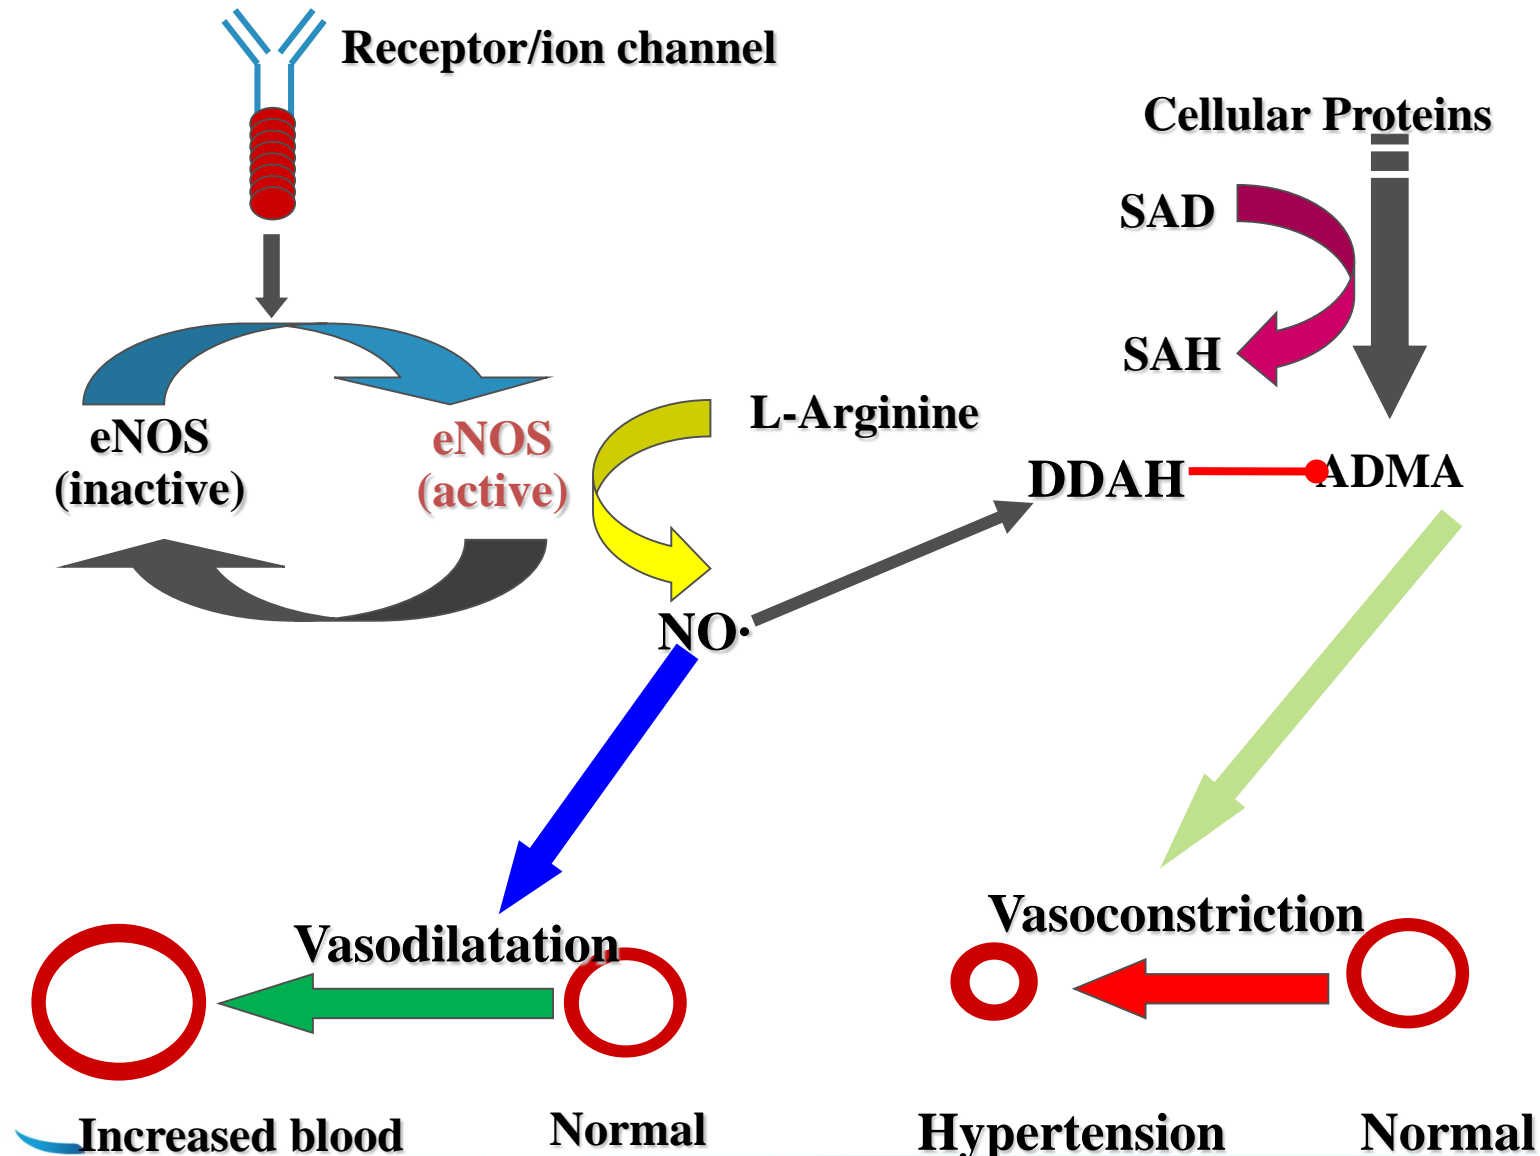 Receptor/ion channel
Cellular Proteins
SAD
SAH
eNOS
(inactive)
eNOS
(active)
L-Arginine
DDAH
ADMA
NO·
Vasodilatation
Vasoconstriction
Increased blood
Normal
Hypertension
Normal